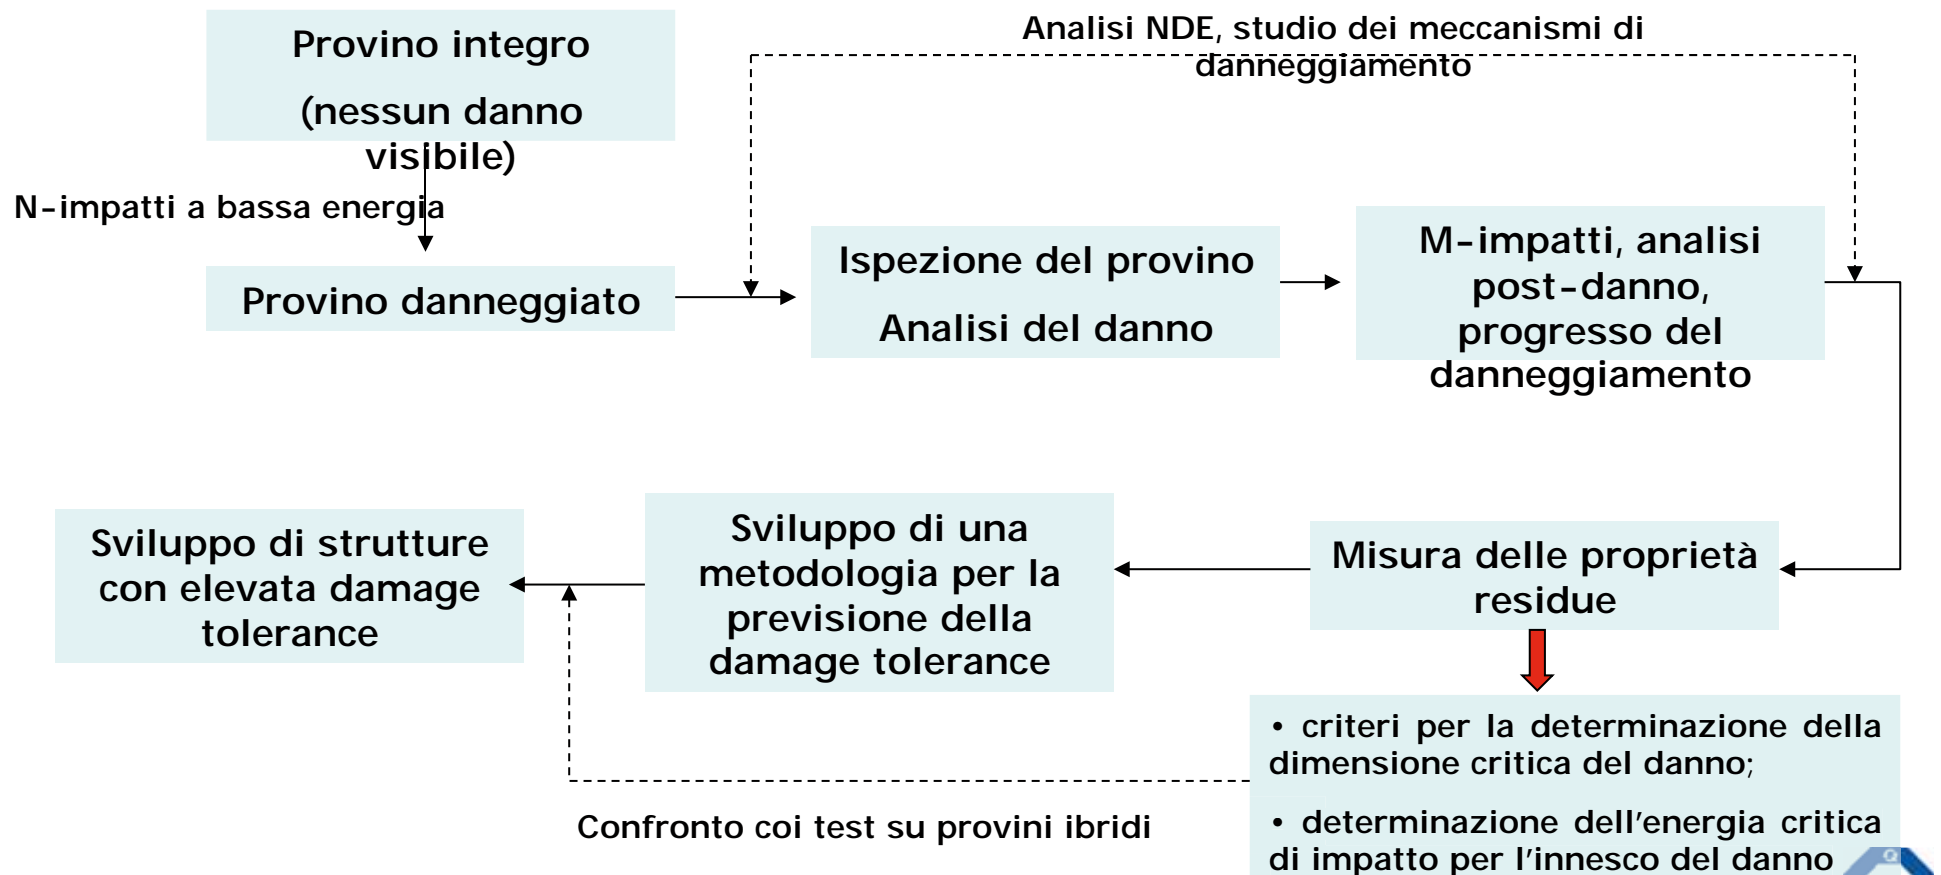 Provino integro
(nessun danno
visibile)
Analisi NDE, studio dei meccanismi di
danneggiamento
N-impatti a bassa energia
Provino danneggiato
Ispezione del provino
Analisi del danno
M-impatti, analisi
post-danno,
progresso del
danneggiamento
Sviluppo di strutture
con elevata damage
tolerance
Sviluppo di una
metodologia per la
previsione della
damage tolerance
Misura delle proprietà
residue
• criteri per la determinazione della
dimensione critica del danno;
• determinazione dell'energia critica
di impatto per l'innesco del danno
Confronto coi test su provini ibridi
Q